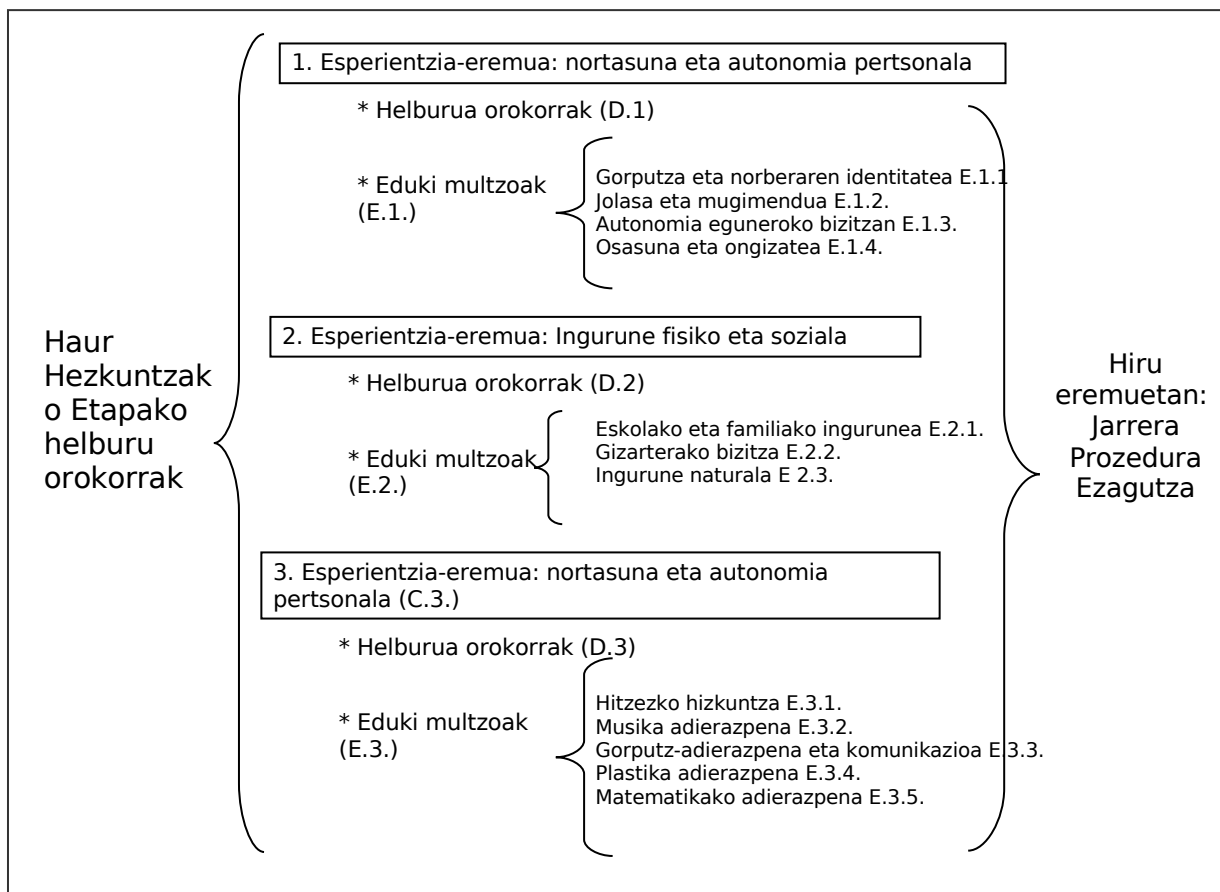 1. Esperientzia-eremua: nortasuna eta autonomia pertsonala
* Helburua orokorrak (D.1)
* Eduki multzoak
(E.1.)
Gorputza eta norberaren identitatea E.1.1
Jolasa eta mugimendua E.1.2.
Autonomia eguneroko bizitzan E.1.3.
Osasuna eta ongizatea E.1.4.
Haur
Hezkuntzak
o Etapako
helburu
orokorrak
2. Esperientzia-eremua: Ingurune fisiko eta soziala
* Helburua orokorrak (D.2)
* Eduki multzoak
(E.2.)
Eskolako eta familiako ingurunea E.2.1.
Gizarterako bizitza E.2.2.
Ingurune naturala E 2.3.
Hiru
eremuetan:
Jarrera
Prozedura
Ezagutza
3. Esperientzia-eremua: nortasuna eta autonomia
pertsonala (C.3.)
* Helburua orokorrak (D.3)
* Eduki multzoak
(E.3.)
Hitzezko hizkuntza E.3.1.
Musika adierazpena E.3.2.
Gorputz-adierazpena eta komunikazioa E.3.3.
Plastika adierazpena E.3.4.
Matematikako adierazpena E.3.5.